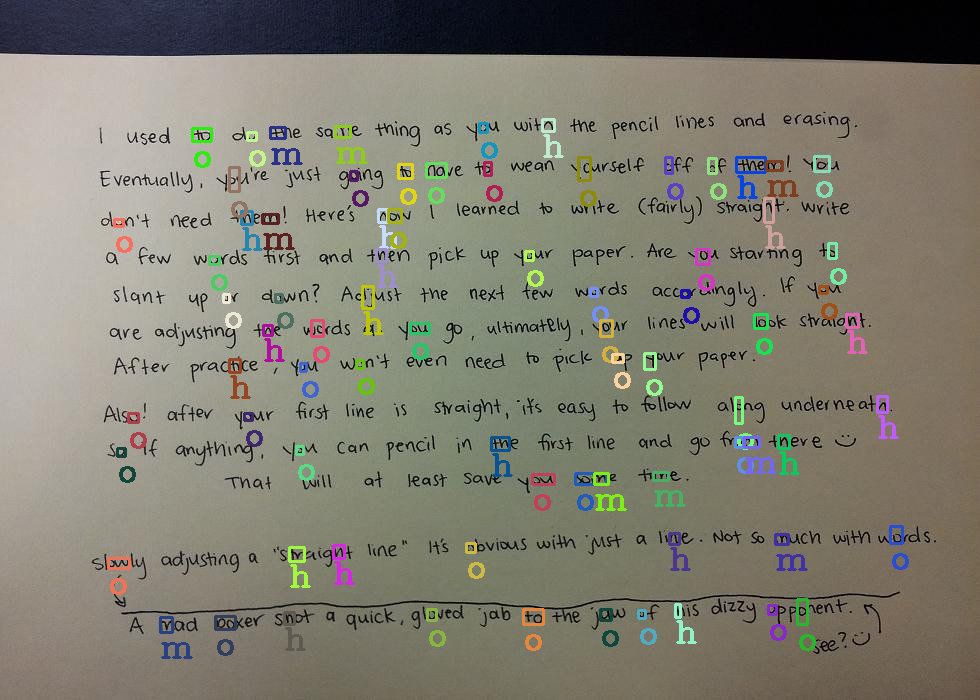 I used to do the same thing as you with the pencil lines and erasing.
Eventually, you're just going to have to wean yourself off of them! You
don't need them! Here's how I learned to write (fairly) straight. Write
a few words first and then pick up your paper. Are you starting to
slant up or down? Adjust the next few words accordingly. If you
are adjusting the words as you go, ultimately, your lines will look straight.
After practice, you won't even need to pick up your paper.
Also! after your first line is straight, it's easy to follow along underneath.
So if anything, you can pencil in the first line and go from there
That will at least save you some time.
slowly adjusting a "straight line" It's obvious with just a line. Not so much with words.
A mad boxer shot a quick, gloved jab to the jaw of his dizzy opponent.
see?